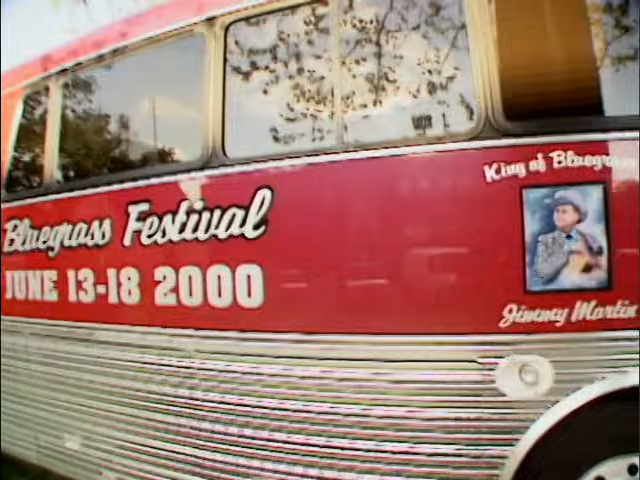 Bluegrass Festival
JUNE 13-18 2000
King of Bluegrass
Jimmy Martin